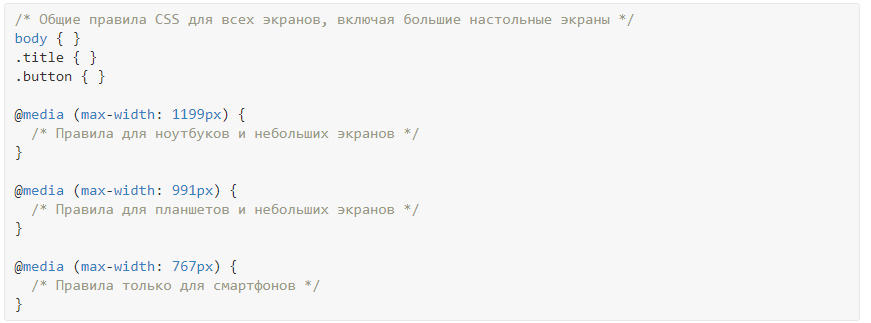 /* Общие правила CSS для всех экранов, включая большие настольные экраны */
body { }
.title { }
.button { }
@media (max-width: 1199px) {
/* Правила для ноутбуков и небольших экранов */
}
@media (max-width: 991px) {
/* Правила для планшетов и небольших экранов */
}
@media (max-width: 767px) {
/* Правила только для смартфонов */
}